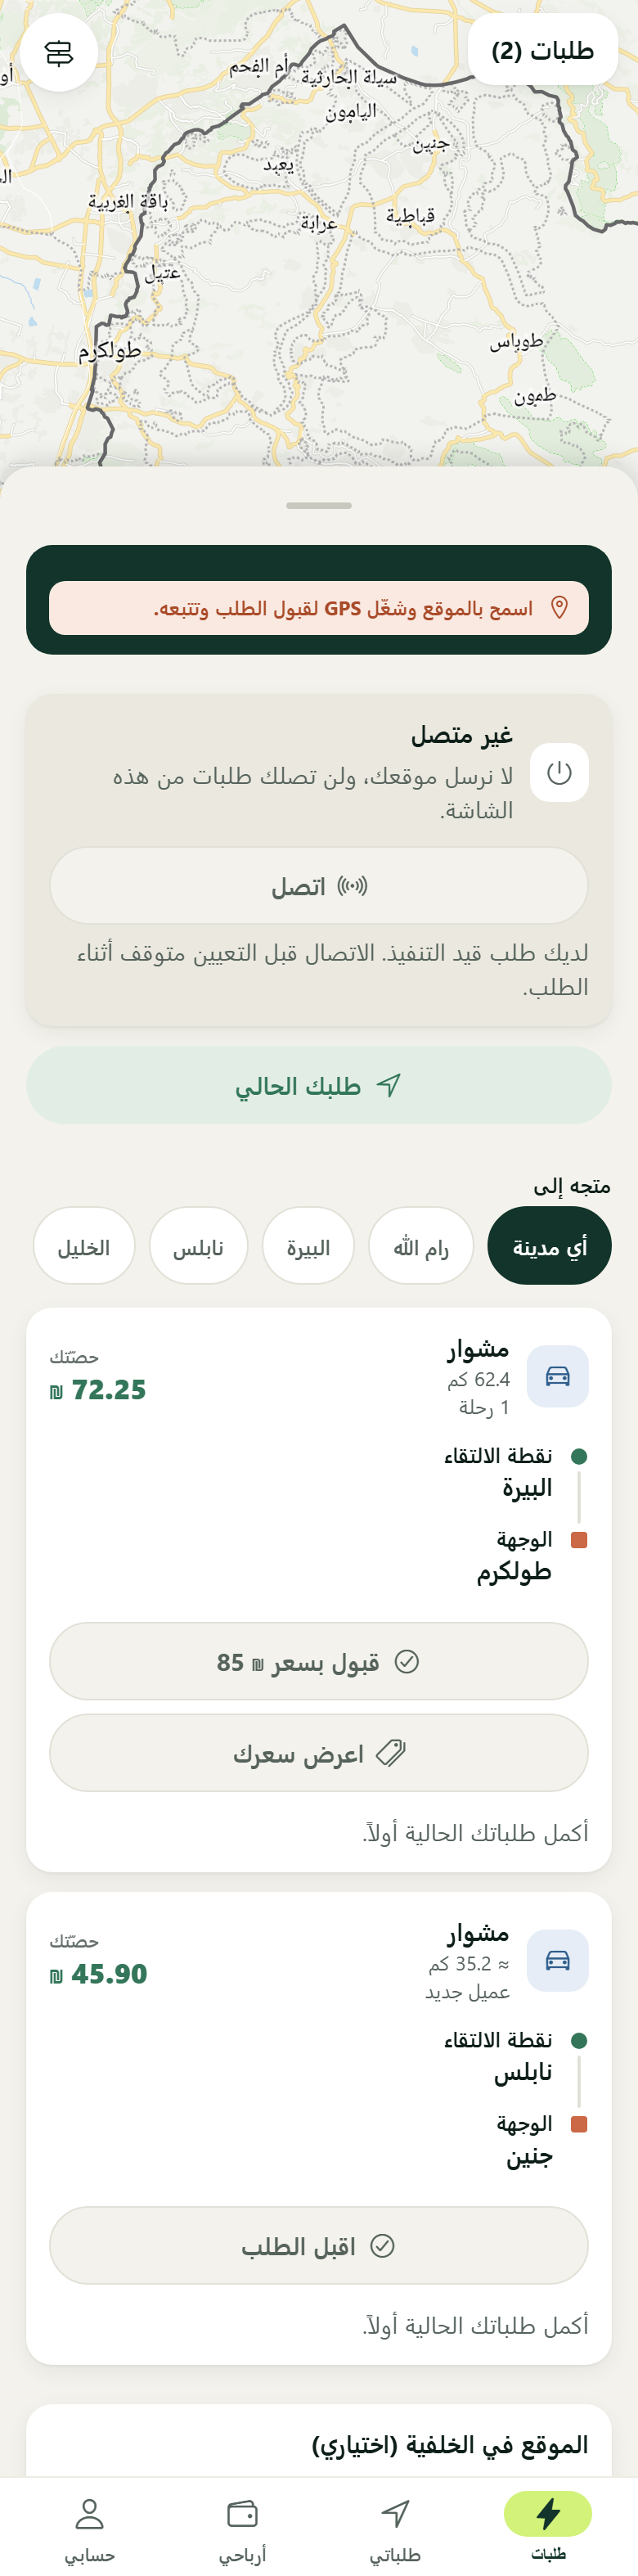 طلبات (2)
أم الفحم
سيلة الحارثية
اليامون
جنين
يعبد
باقة الغربية
قباطية
عرابة
عتيل
طولكرم
طوباس
طمون
اسمح بالموقع وشغّل GPS لقبول الطلب وتتبعه.
غير متصل
لا نرسل موقعك، ولن تصلك طلبات من هذه
الشاشة.
اتصل
لديك طلب قيد التنفيذ. الاتصال قبل التعيين متوقف أثناء
الطلب.
طلبك الحالي
متجه إلى
أي مدينة
رام الله
البيرة
نابلس
الخليل
مشوار
62.4 كم
1 رحلة
حصّتك
72.25 ₪
نقطة الالتقاء
البيرة
الوجهة
طولكرم
قبول بسعر ₪ 85
اعرض سعرك
أكمل طلباتك الحالية أولاً.
مشوار
≈ 35.2 كم
عميل جديد
حصّتك
45.90 ₪
نقطة الالتقاء
نابلس
الوجهة
جنين
اقبل الطلب
أكمل طلباتك الحالية أولاً.
الموقع في الخلفية (اختياري)
طلبات
طلباتي
أرباحي
حسابي